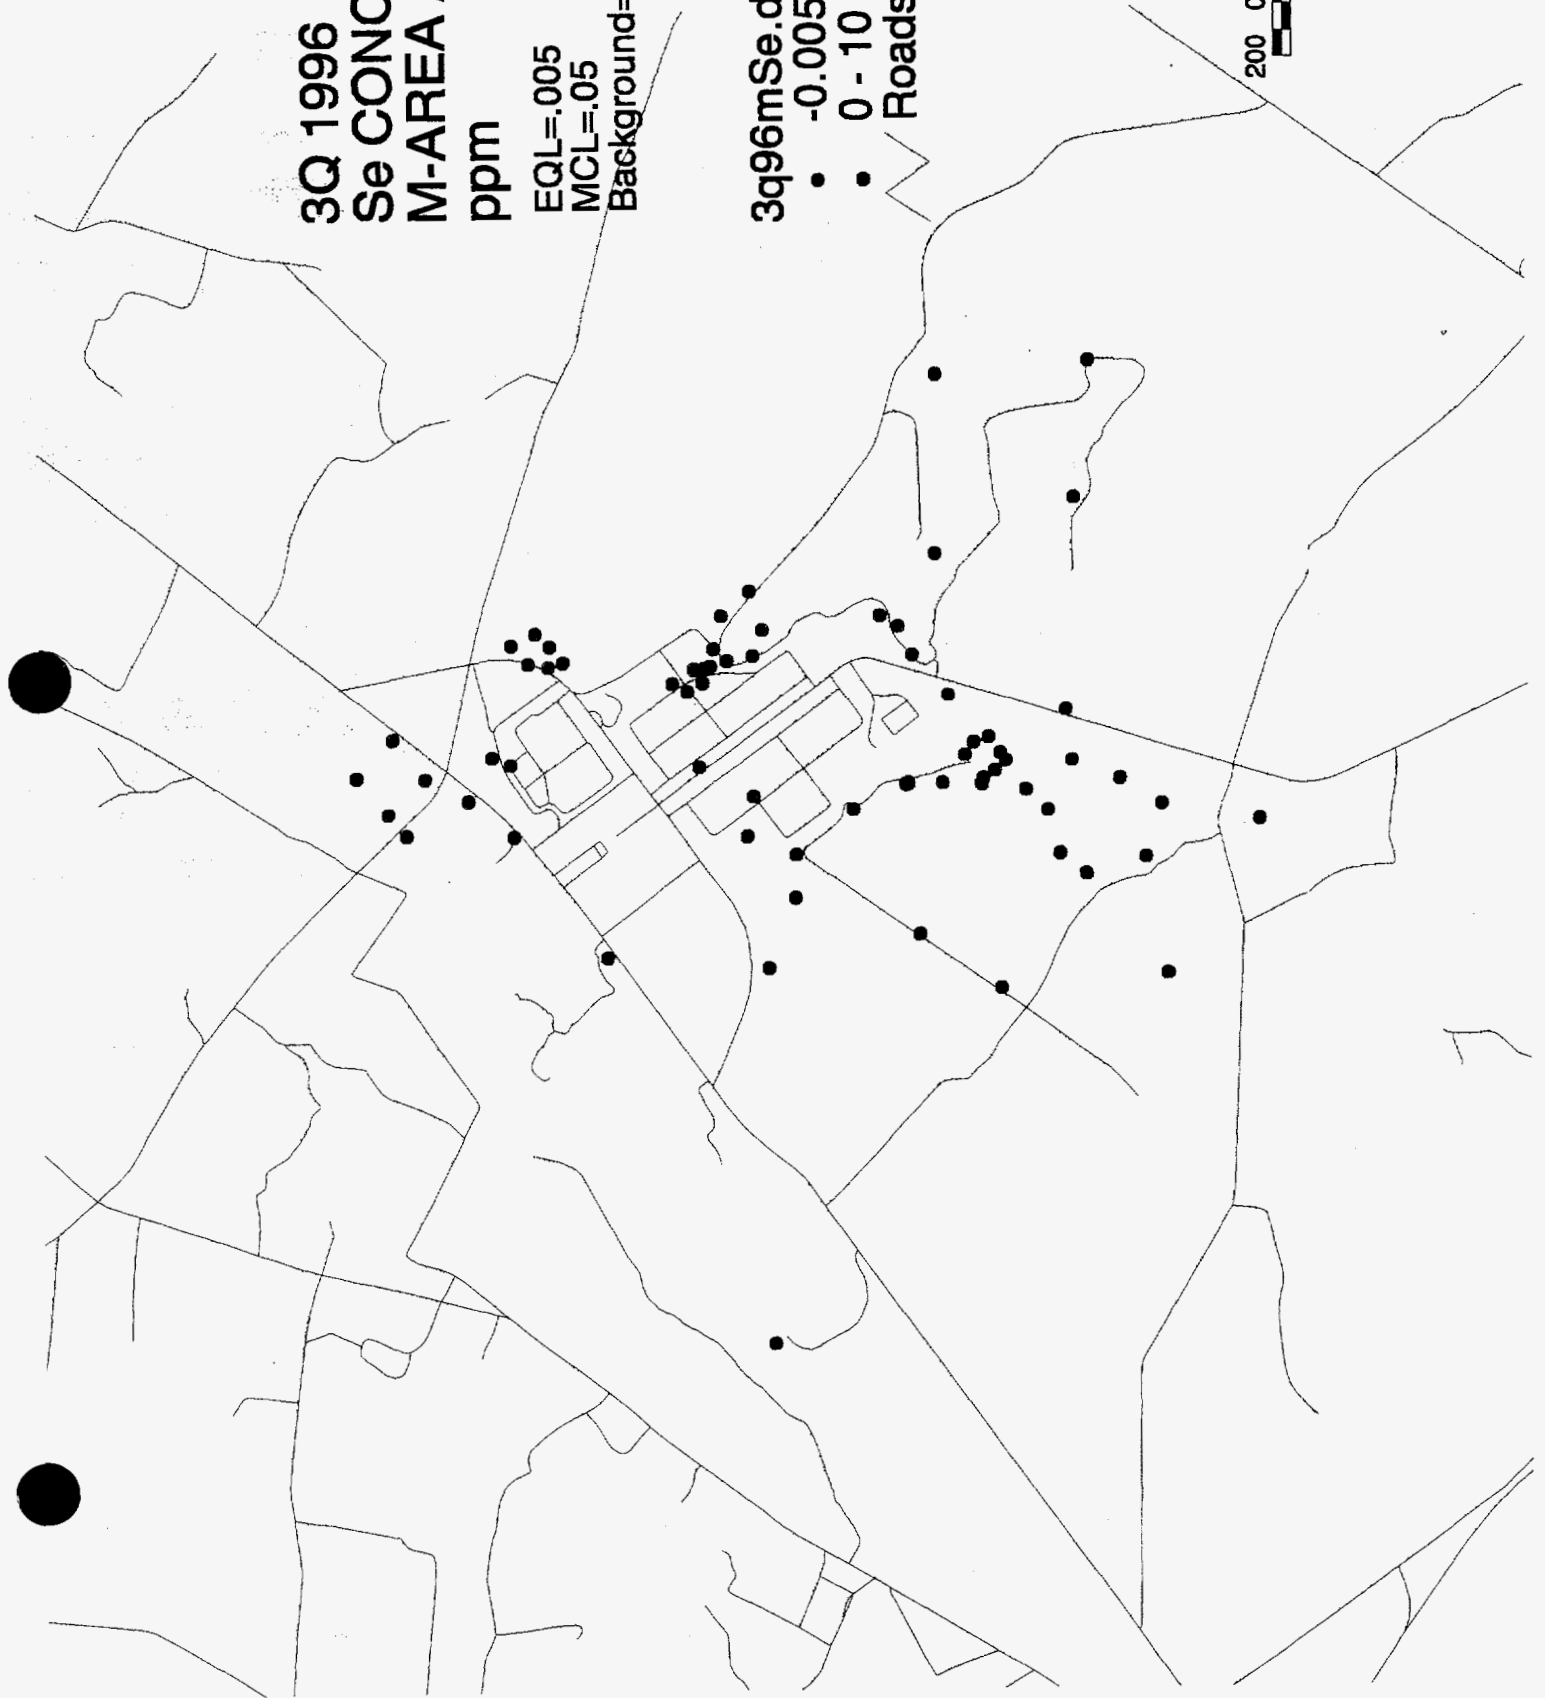 3Q 1996
Se CONC
M-AREA
ppm
EQL=.005
MCL=.05
Background=
3q96mSe.d
-0.005
0 - 10
Roads
200 0